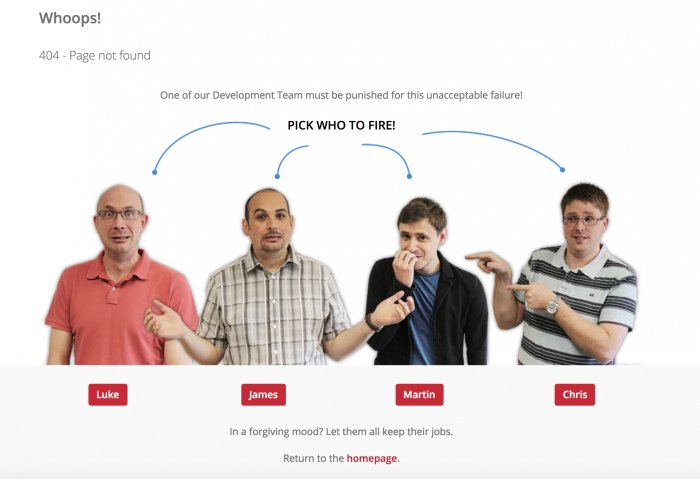 Whoops!
404 - Page not found
One of our Development Team must be punished for this unacceptable failure!
PICK WHO TO FIRE!
Luke
James
Martin
Chris
In a forgiving mood? Let them all keep their jobs.
Return to the homepage.